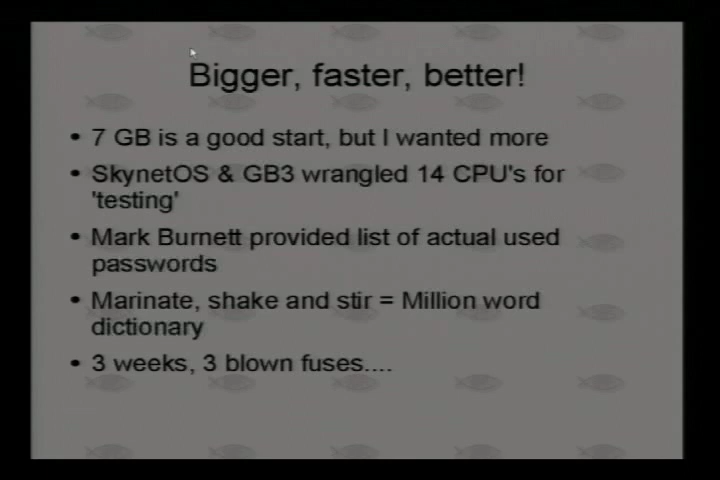 Bigger, faster, better!
• 7 GB is a good start, but I wanted more
• SkynetOS & GB3 wrangled 14 CPU's for
'testing'
• Mark Burnett provided list of actual used
passwords
• Marinate, shake and stir = Million word
dictionary
• 3 weeks, 3 blown fuses....